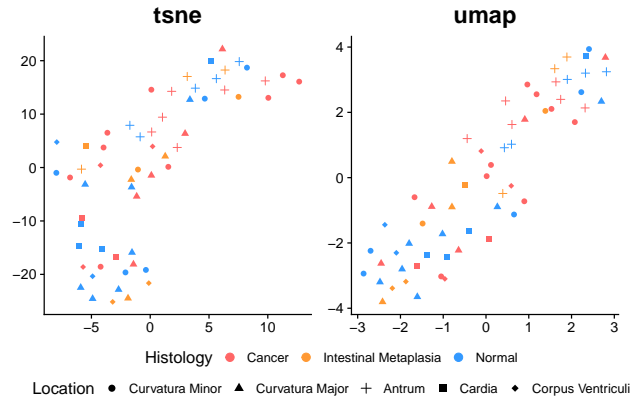 tsne umap
20
10
0
−10
−20
−5 0 5 10
4
2
0
−2
−4
−3 −2 −1 0 1 2 3
Histology Cancer Intestinal Metaplasia Normal
Location Curvatura Minor Curvatura Major Antrum Cardia Corpus Ventriculi